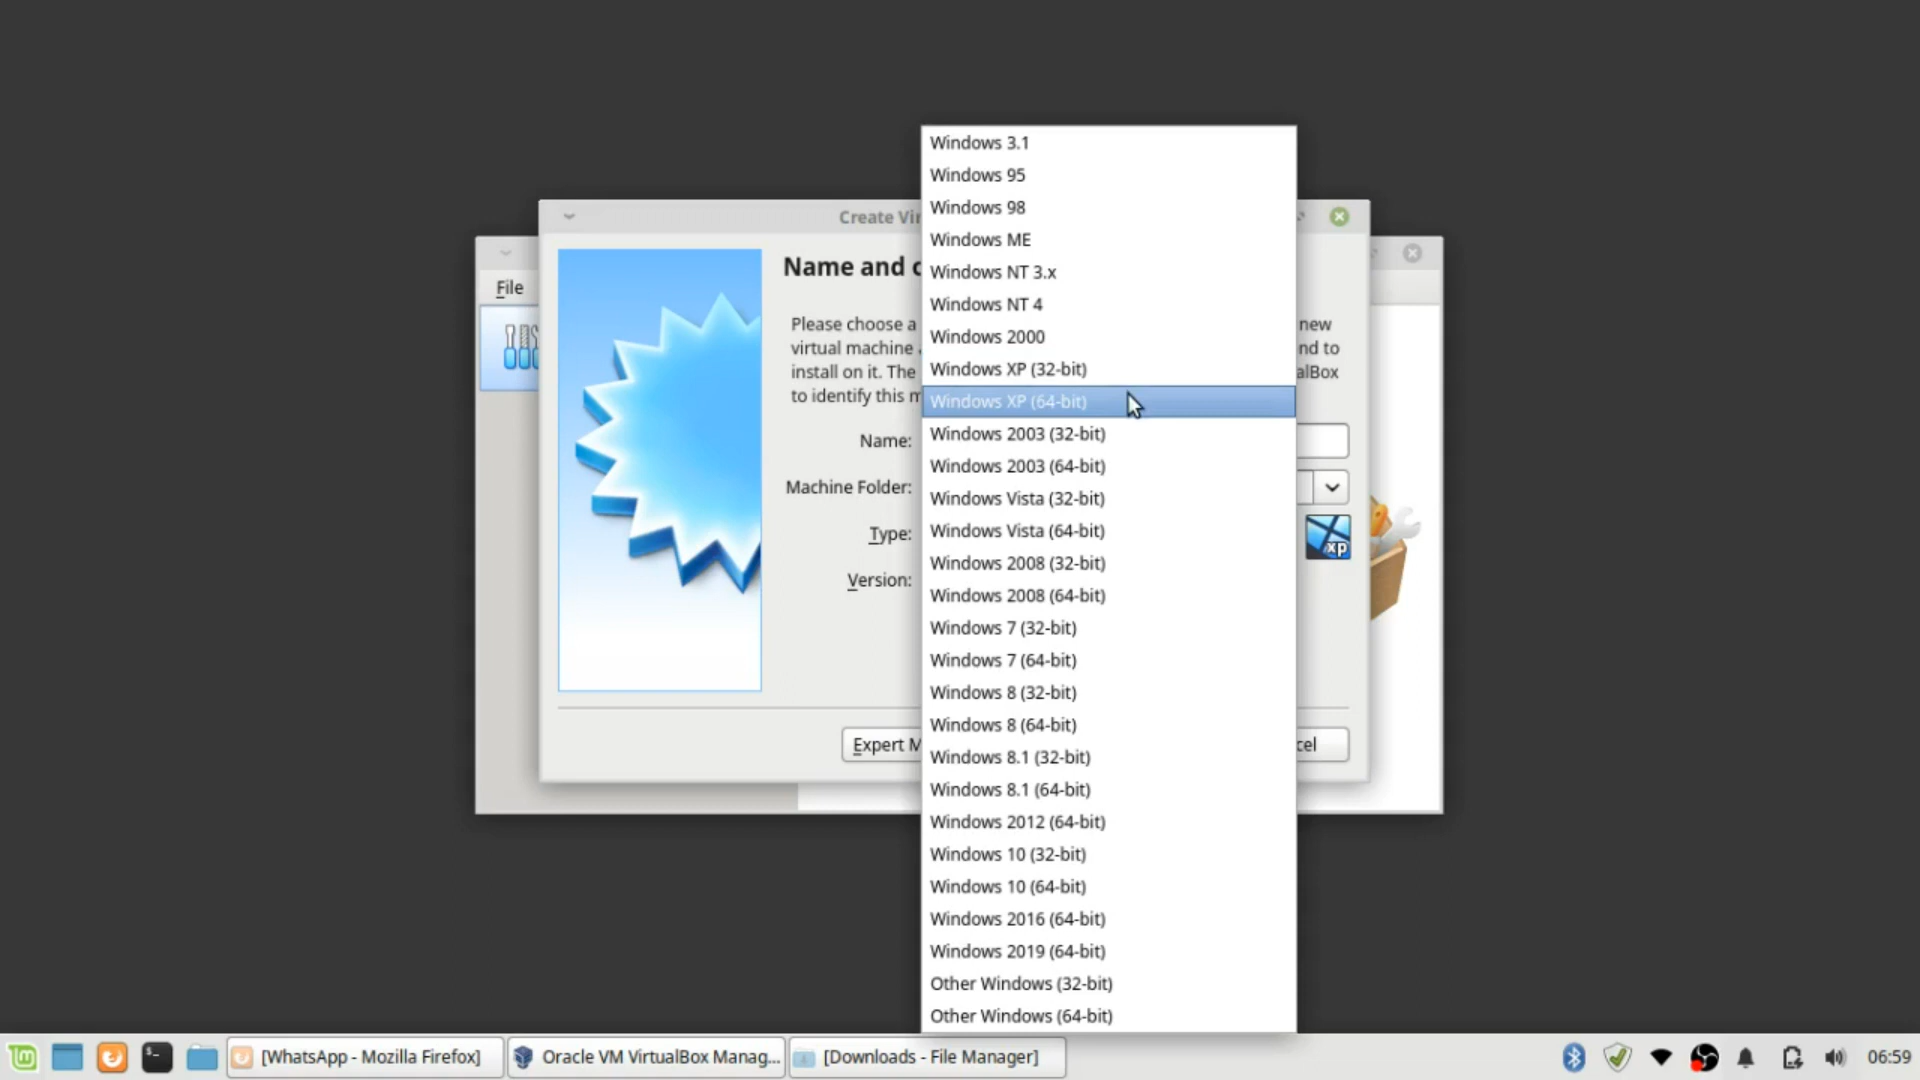 Windows 3.1
Windows 95
Windows 98
Windows ME
Windows NT 3.x
Windows NT 4
Windows 2000
Windows XP (32-bit)
Windows XP (64-bit)
Windows 2003 (32-bit)
Windows 2003 (64-bit)
Windows Vista (32-bit)
Windows Vista (64-bit)
Windows 2008 (32-bit)
Windows 2008 (64-bit)
Windows 7 (32-bit)
Windows 7 (64-bit)
Windows 8 (32-bit)
Windows 8 (64-bit)
Windows 8.1 (32-bit)
Windows 8.1 (64-bit)
Windows 2012 (64-bit)
Windows 10 (32-bit)
Windows 10 (64-bit)
Windows 2016 (64-bit)
Windows 2019 (64-bit)
Other Windows (32-bit)
Other Windows (64-bit)
Create Vir
File
Name and o
Please choose a new
virtual machine nd to
install on it. The alBox
to identify this m
Name:
Machine Folder:
Type:
xp
Version:
Expert M cel
[WhatsApp - Mozilla Firefox]
Oracle VM VirtualBox Manag...
[Downloads - File Manager]
06:59